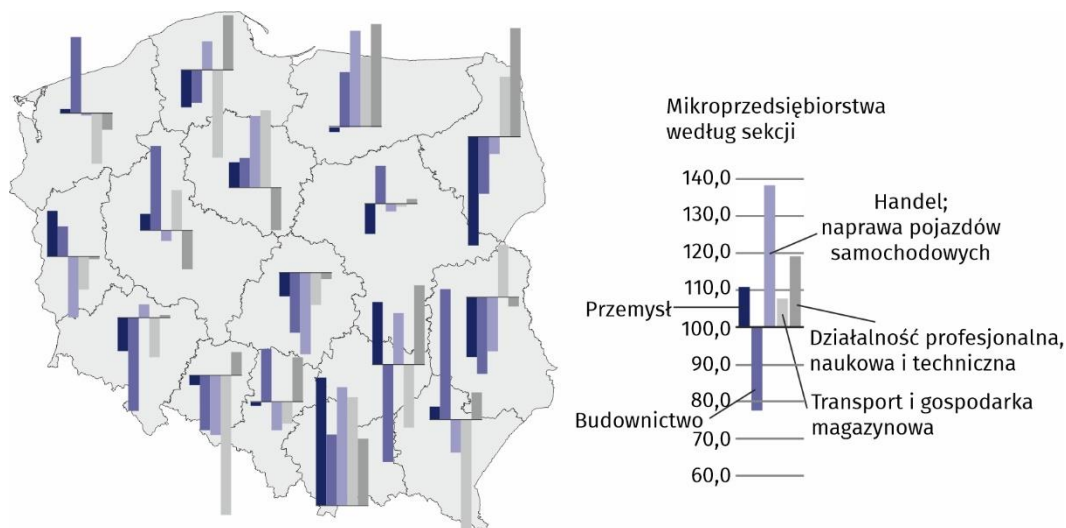 Mikroprzedsiębiorstwa
według sekcji
140,0
130,0
120,0
110,0
100,0
90,0
80,0
70,0
60,0
Handel;
naprawa pojazdów
samochodowych
Przemysł
Działalność profesjonalna,
naukowa i techniczna
Budownictwo
Transport i gospodarka
magazynowa